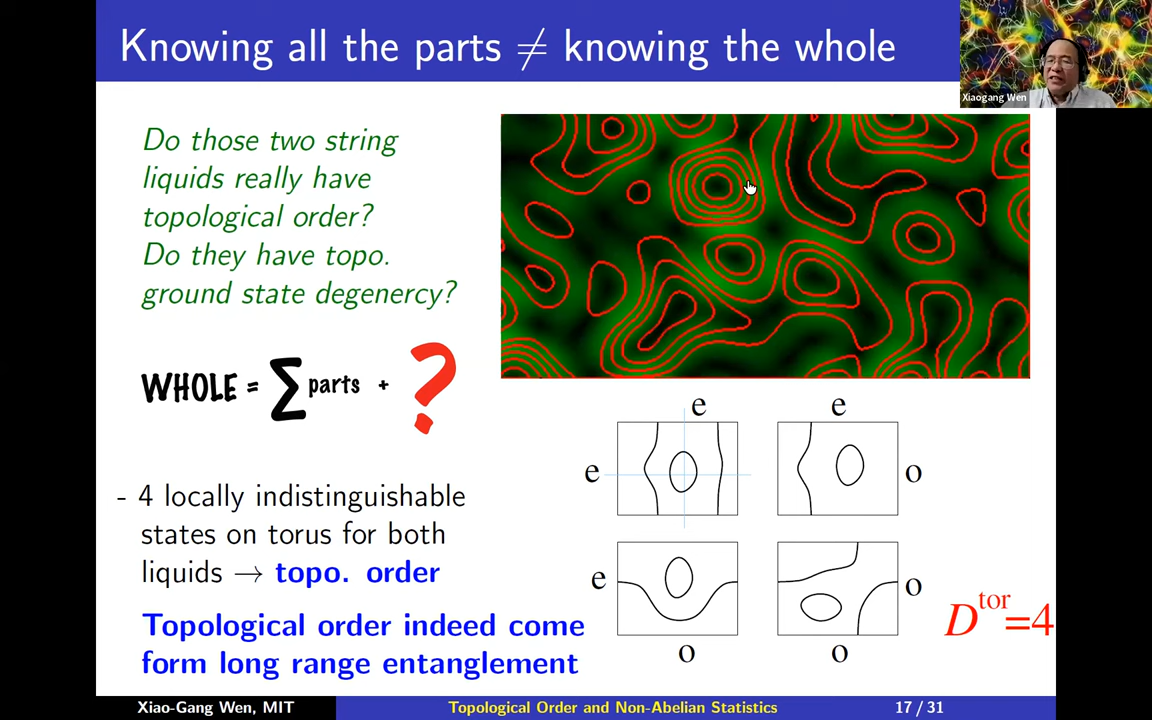 Knowing all the parts ≠ knowing the whole
Xiaogang Wen
Do those two string
liquids really have
topological order?
Do they have topo.
ground state degenercy?
WHOLE = ∑ parts + ?
- 4 locally indistinguishable
states on torus for both
liquids → topo. order
Topological order indeed come
form long range entanglement
e
e
e
o
e
o
o
o
D^tor=4
Xiao-Gang Wen, MIT
Topological Order and Non-Abelian Statistics
17 / 31